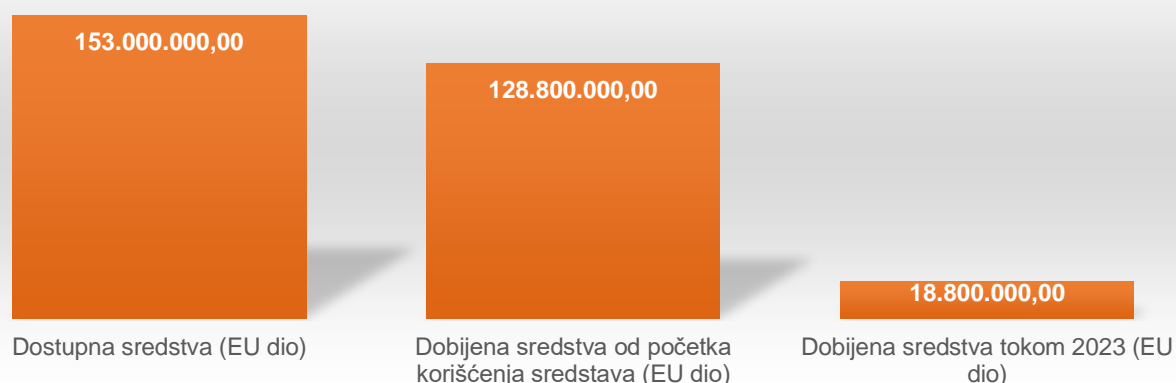 153.000.000,00
128.800.000,00
18.800.000,00
Dostupna sredstva (EU dio)
Dobijena sredstva od početka
korišćenja sredstava (EU dio)
Dobijena sredstva tokom 2023 (EU
dio)